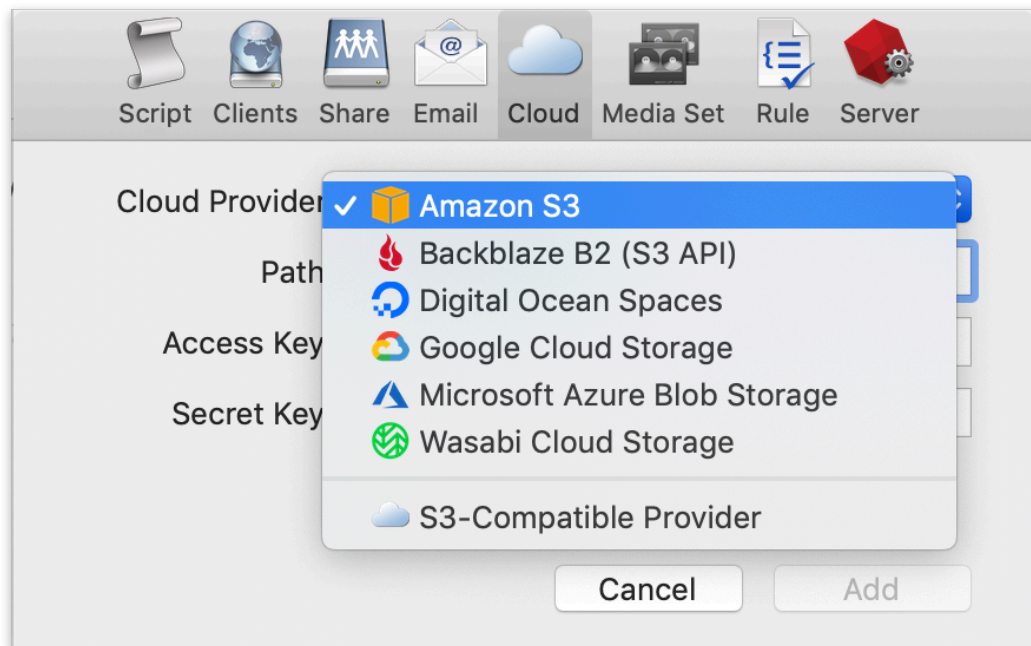 @
Script Clients Share Email Cloud Media Set Rule Server
Cloud Provider
Amazon S3
Backblaze B2 (S3 API)
Path
Digital Ocean Spaces
Access Key
Google Cloud Storage
Microsoft Azure Blob Storage
Secret Key
Wasabi Cloud Storage
S3-Compatible Provider
Cancel Add